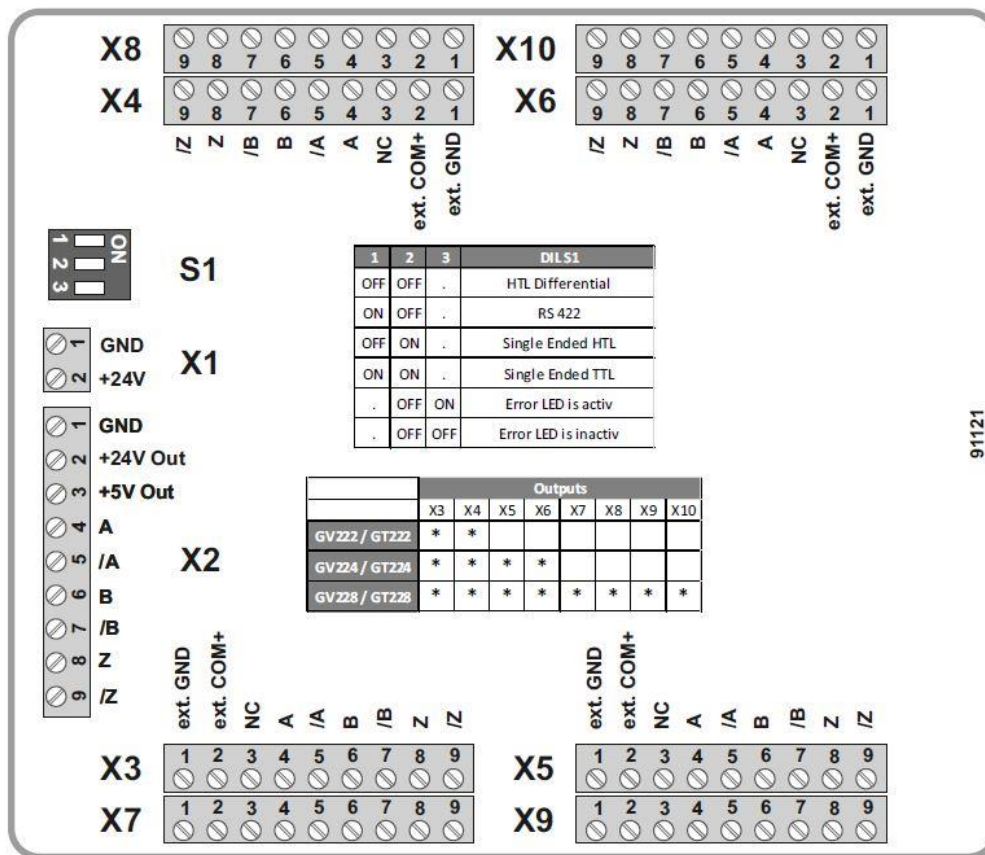 X8
9 8 7 6 5 4 3 2 1
X4
9 8 7 6 5 4 3 2 1
/Z Z /B B /A A NC ext. COM+ ext. GND
X10
9 8 7 6 5 4 3 2 1
X6
9 8 7 6 5 4 3 2 1
/Z Z /B B /A A NC ext. COM+ ext. GND
1 2 3 ON
S1
1 2 3 DIL S1
OFF OFF . HTL Differential
ON OFF . RS 422
OFF ON . Single Ended HTL
ON ON . Single Ended TTL
. OFF ON Error LED is activ
. OFF OFF Error LED is inactiv
1 GND
2 +24V
X1
1 GND
2 +24V Out
3 +5V Out
4 A
5 /A
6 B
7 /B
8 Z
9 /Z
X2
Outputs
X3 X4 X5 X6 X7 X8 X9 X10
GV222 / GT222 * *
GV224 / GT224 * * * *
GV228 / GT228 * * * * * * * *
91121
ext. GND ext. COM+ NC A /A B /B Z /Z
X3
1 2 3 4 5 6 7 8 9
X7
1 2 3 4 5 6 7 8 9
ext. GND ext. COM+ NC A /A B /B Z /Z
X5
1 2 3 4 5 6 7 8 9
X9
1 2 3 4 5 6 7 8 9